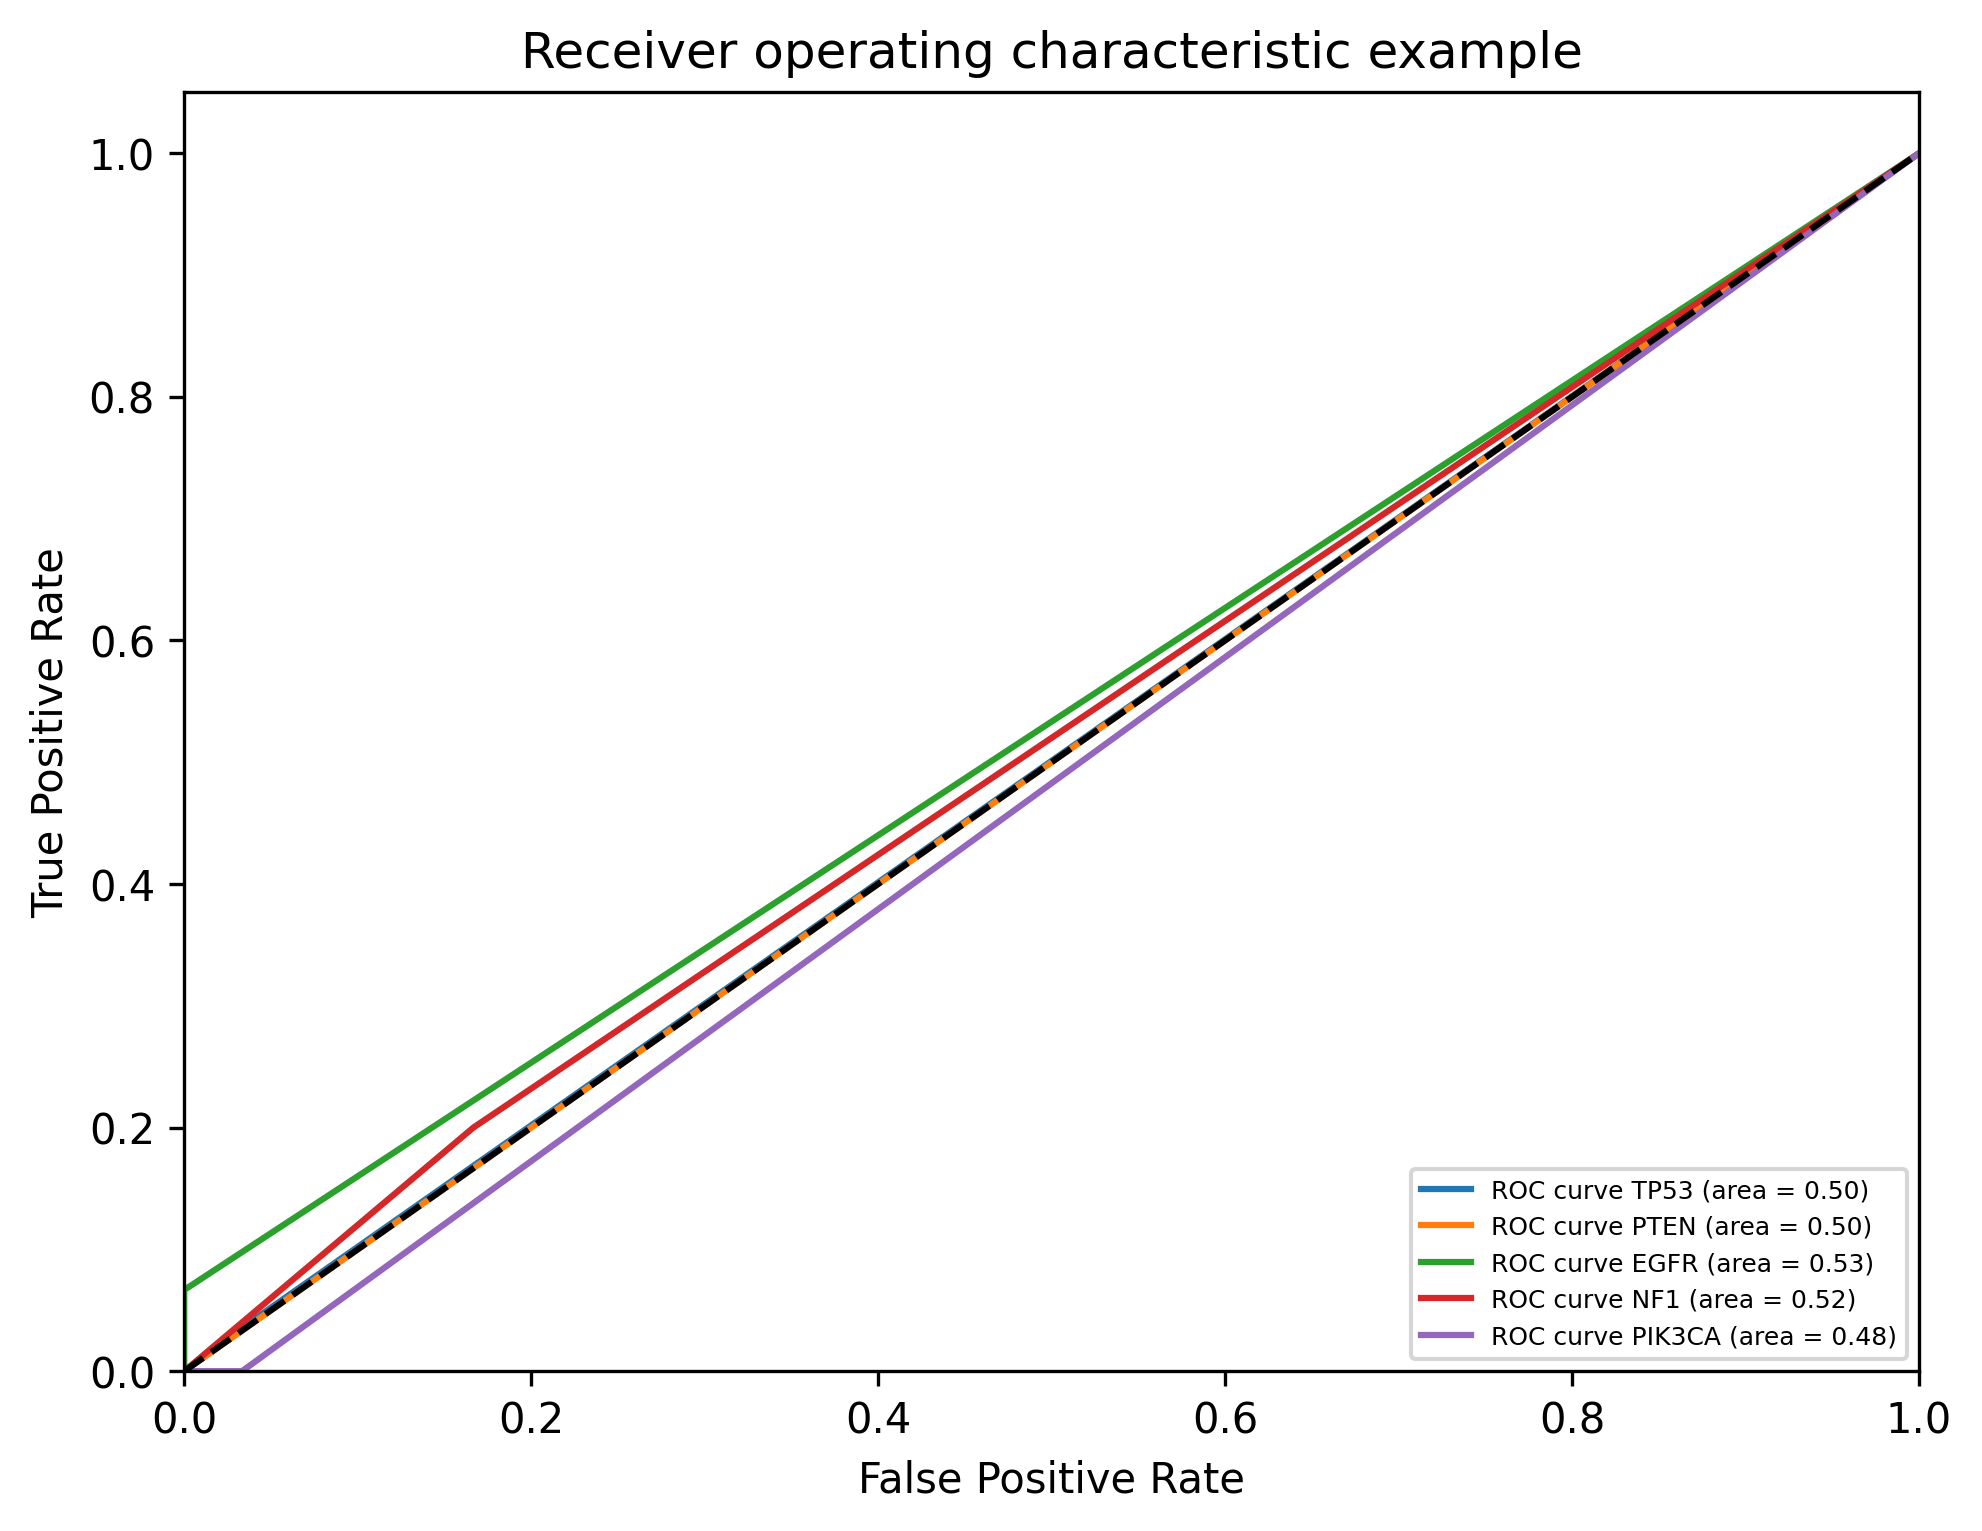 Receiver operating characteristic example
True Positive Rate
1.0
0.8
0.6
0.4
0.2
0.0
ROC curve TP53 (area = 0.50)
ROC curve PTEN (area = 0.50)
ROC curve EGFR (area = 0.53)
ROC curve NF1 (area = 0.52)
ROC curve PIK3CA (area = 0.48)
0.0 0.2 0.4 0.6 0.8 1.0
False Positive Rate